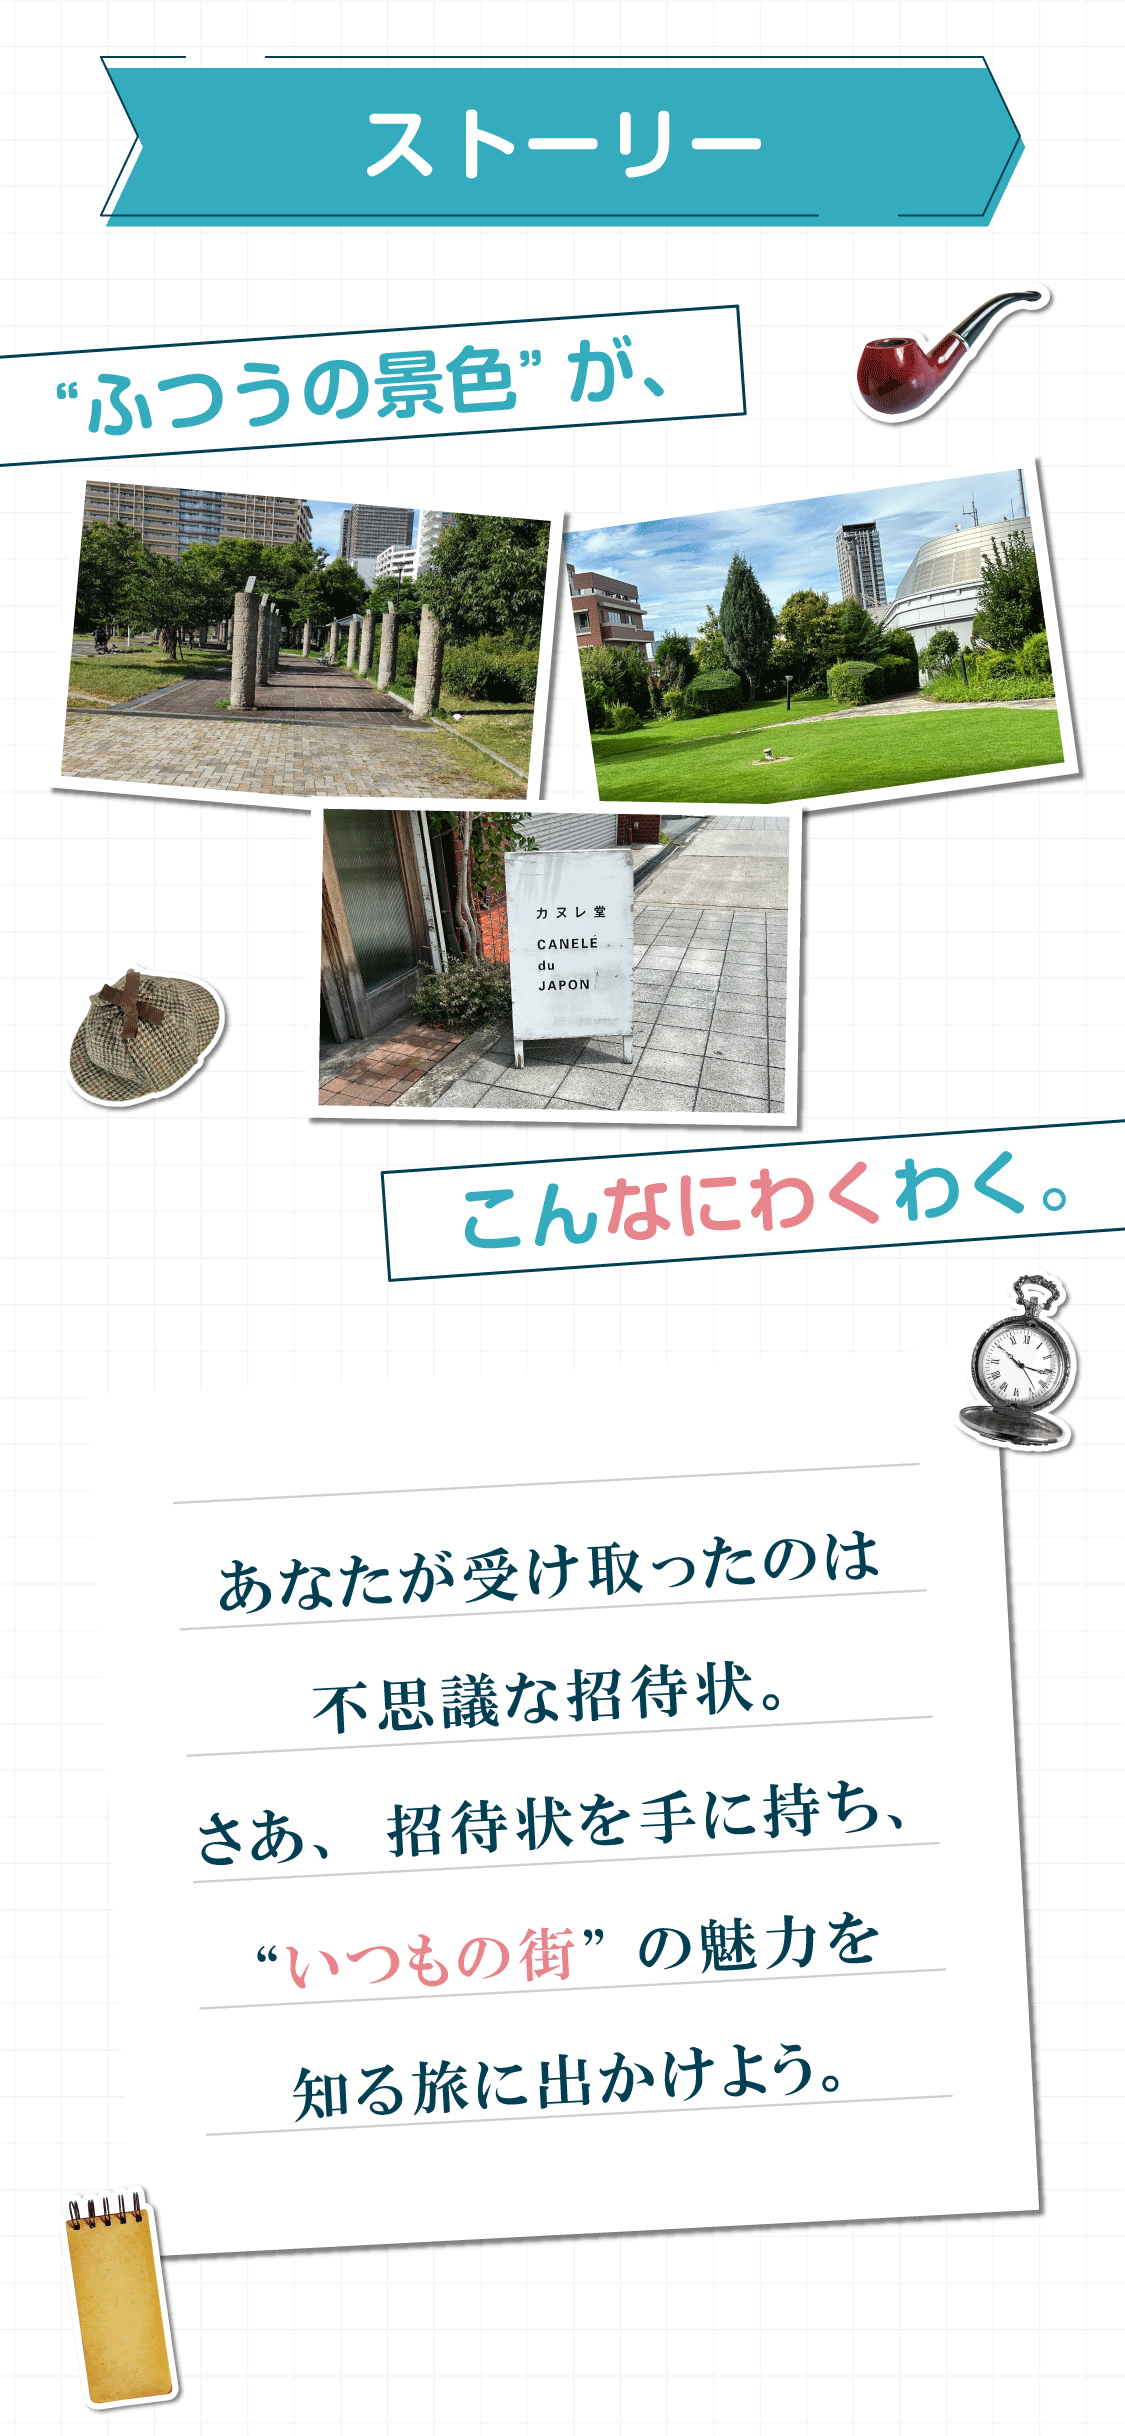 ストーリー
“ふつうの景色”が、
カヌレ堂
CANELÉ
du
JAPON
こんなにわくわく。
あなたが受け取ったのは
不思議な招待状。
さあ、招待状を手に持ち、
“いつもの街”の魅力を
知る旅に出かけよう。